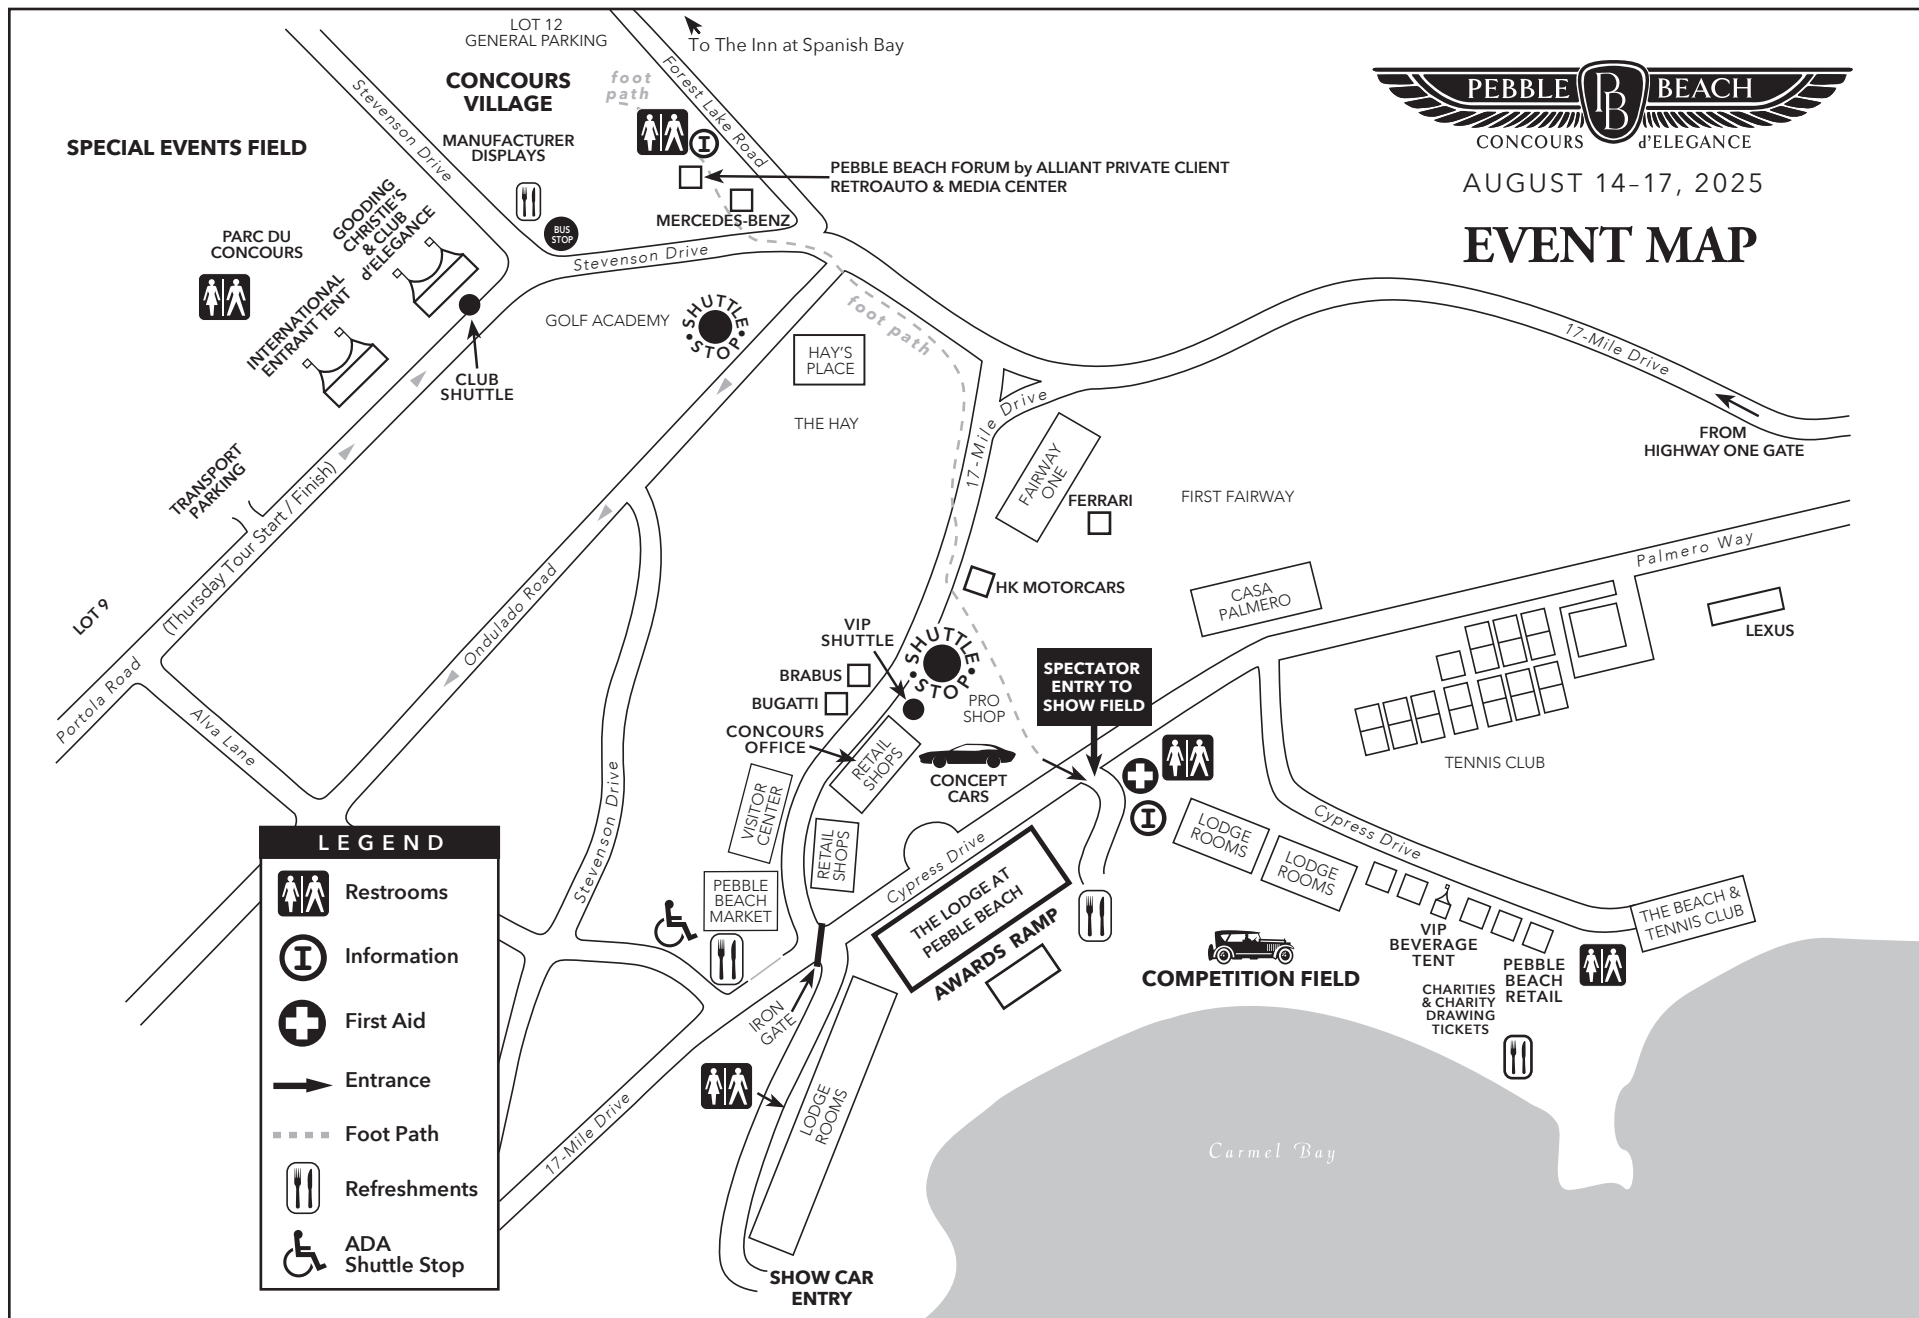 LOT 12
GENERAL PARKING
To The Inn at Spanish Bay
CONCOURS
VILLAGE
foot
path
Forest Lake Road
Stevenson Drive
SPECIAL EVENTS FIELD
MANUFACTURER
DISPLAYS
I
PEBBLE BEACH FORUM by ALLIANT PRIVATE CLIENT
RETROAUTO & MEDIA CENTER
MERCEDES-BENZ
BUS
STOP
PEBBLE PB BEACH
CONCOURS d'ELEGANCE
AUGUST 14–17, 2025
EVENT MAP
PARC DU
CONCOURS
GOODING
CHRISTIE'S
& CLUB
d'ELEGANCE
INTERNATIONAL
ENTRANT TENT
Stevenson Drive
GOLF ACADEMY
SHUTTLE
STOP
foot path
HAY'S
PLACE
THE HAY
CLUB
SHUTTLE
17-Mile Drive
17-Mile Drive
FROM
HIGHWAY ONE GATE
TRANSPORT
PARKING
(Thursday Tour Start / Finish)
LOT 9
Portola Road
Alva Lane
Ondulado Road
FAIRWAY
ONE
FERRARI
FIRST FAIRWAY
HK MOTORCARS
CASA
PALMERO
Palmero Way
LEXUS
TENNIS CLUB
VIP
SHUTTLE
SHUTTLE
STOP
BRABUS
BUGATTI
CONCOURS
OFFICE
RETAIL
SHOPS
PRO
SHOP
CONCEPT
CARS
SPECTATOR
ENTRY TO
SHOW FIELD
I
VISITOR
CENTER
RETAIL
SHOPS
Stevenson Drive
PEBBLE
BEACH
MARKET
Cypress Drive
THE LODGE AT
PEBBLE BEACH
AWARDS RAMP
LODGE
ROOMS
LODGE
ROOMS
Cypress Drive
COMPETITION FIELD
VIP
BEVERAGE
TENT
PEBBLE
BEACH
RETAIL
CHARITIES
& CHARITY
DRAWING
TICKETS
THE BEACH &
TENNIS CLUB
IRON
GATE
LODGE
ROOMS
17-Mile Drive
SHOW CAR
ENTRY
Carmel Bay
LEGEND
Restrooms
I
Information
First Aid
Entrance
Foot Path
Refreshments
ADA
Shuttle Stop